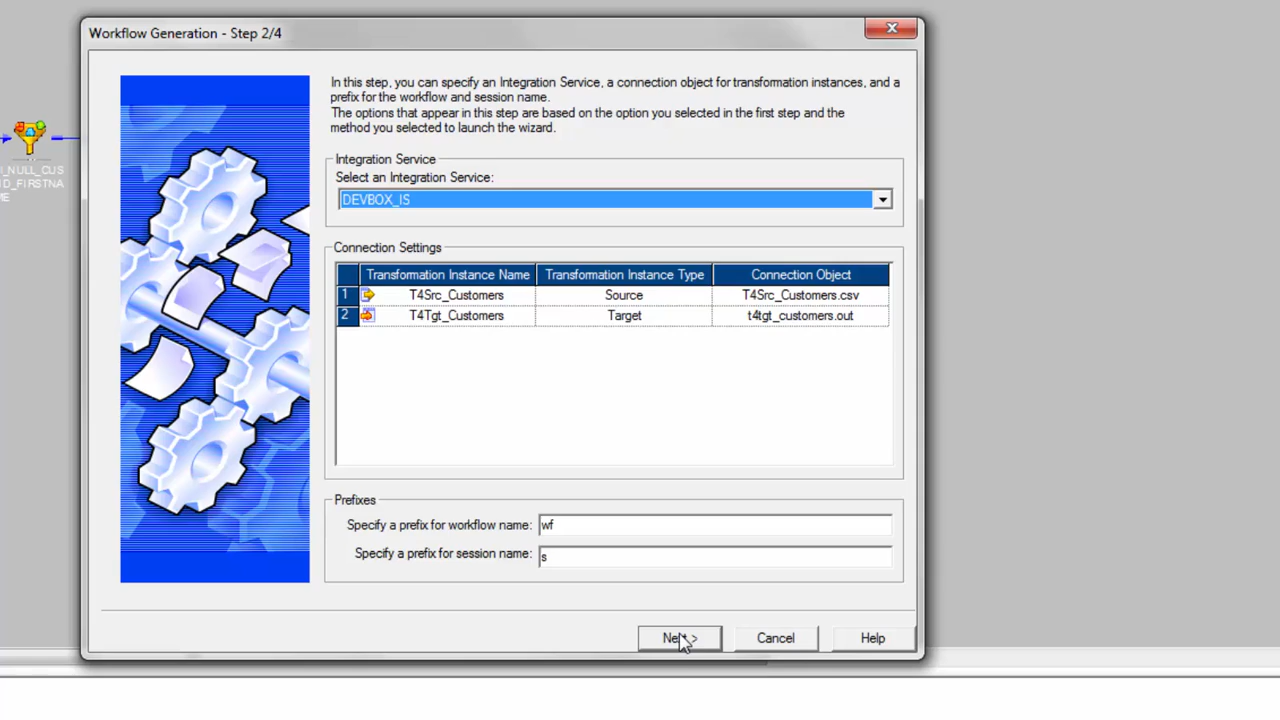 Workflow Generation - Step 2/4
In this step, you can specify an Integration Service, a connection object for transformation instances, and a
prefix for the workflow and session name.
The options that appear in this step are based on the option you selected in the first step and the
method you selected to launch the wizard.
Integration Service
Select an Integration Service:
DEVBOX_IS
Connection Settings
Transformation Instance Name Transformation Instance Type Connection Object
1 T4Src_Customers Source T4Src_Customers.csv
2 T4Tgt_Customers Target t4tgt_customers.out
Prefixes
Specify a prefix for workflow name: wf
Specify a prefix for session name: s
Next > Cancel Help
_NULL_CUS
D_FIRSTNA
ME